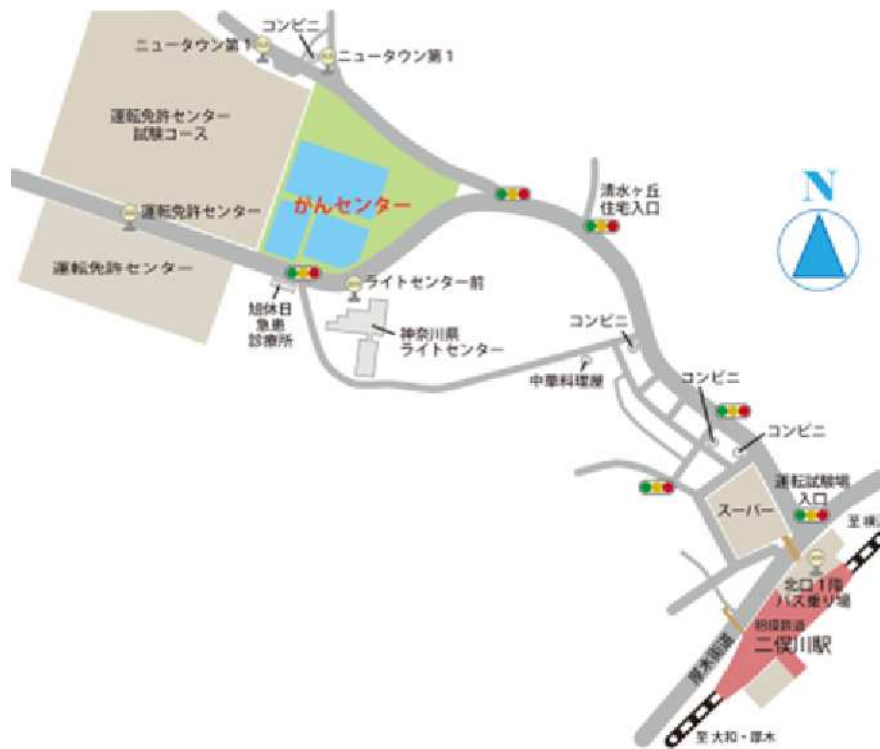 コンビニ
ニュータウン第1
ニュータウン第1
運転免許センター
試験コース
清水ヶ丘
住宅入口
N
がんセンター
運転免許センター
運転免許センター
ライトセンター前
旭休日
急患
診療所
神奈川県
ライトセンター
コンビニ
中華料理屋
コンビニ
コンビニ
運転試験場
入口
スーパー
至 横浜
北口1階
バス乗り場
相模鉄道
二俣川駅
厚木街道
至 大和・厚木